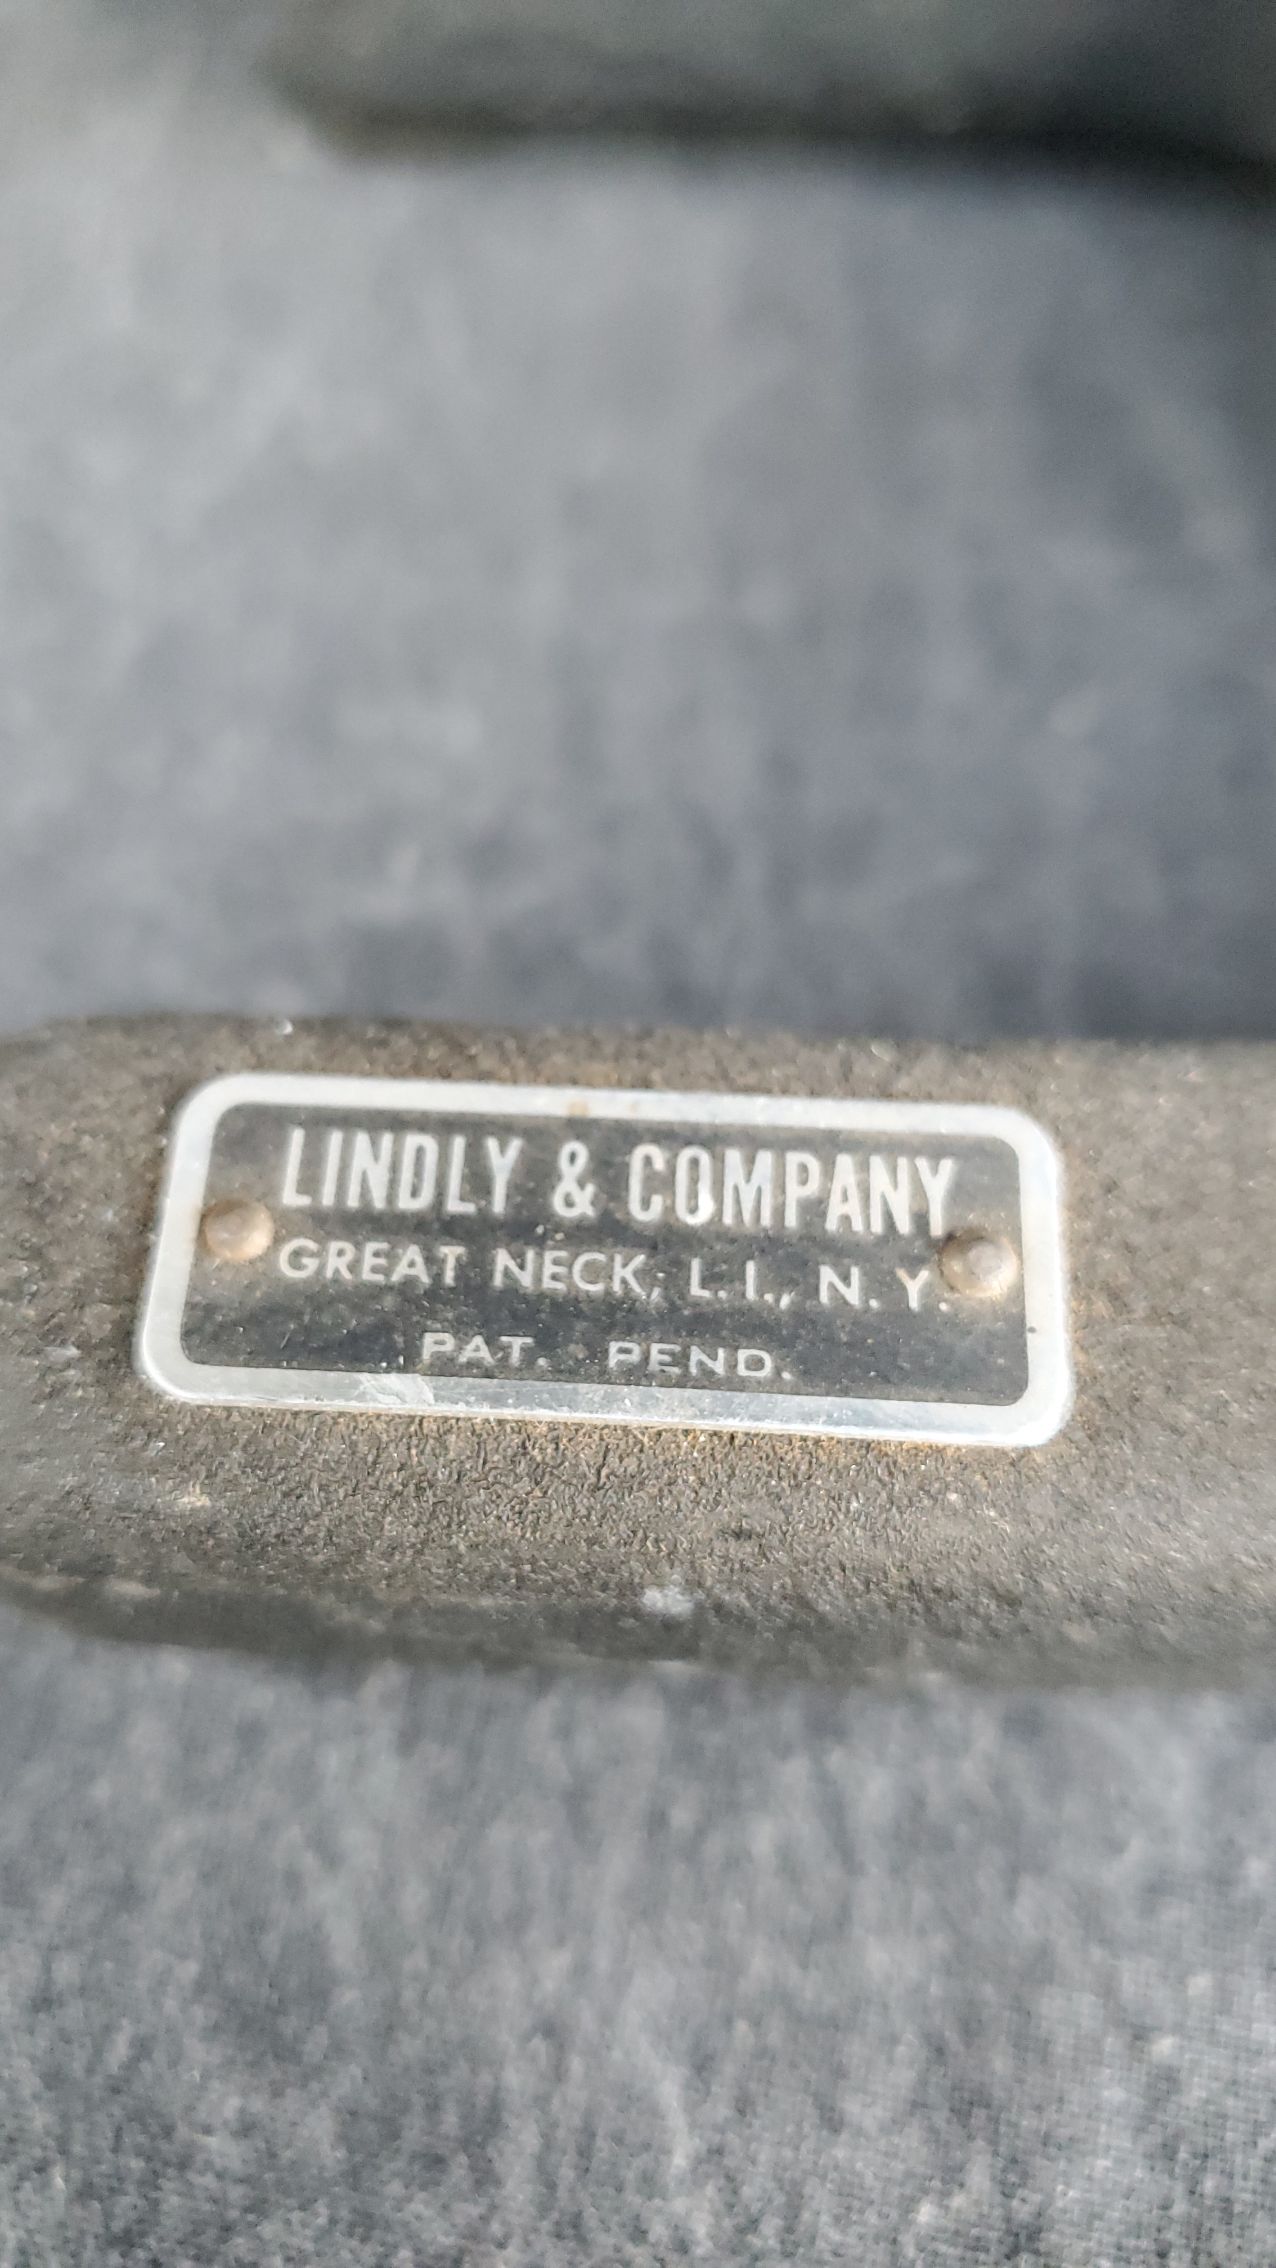 LINDLY & COMPANY
GREAT NECK, L.I., N.Y.
PAT. PEND.